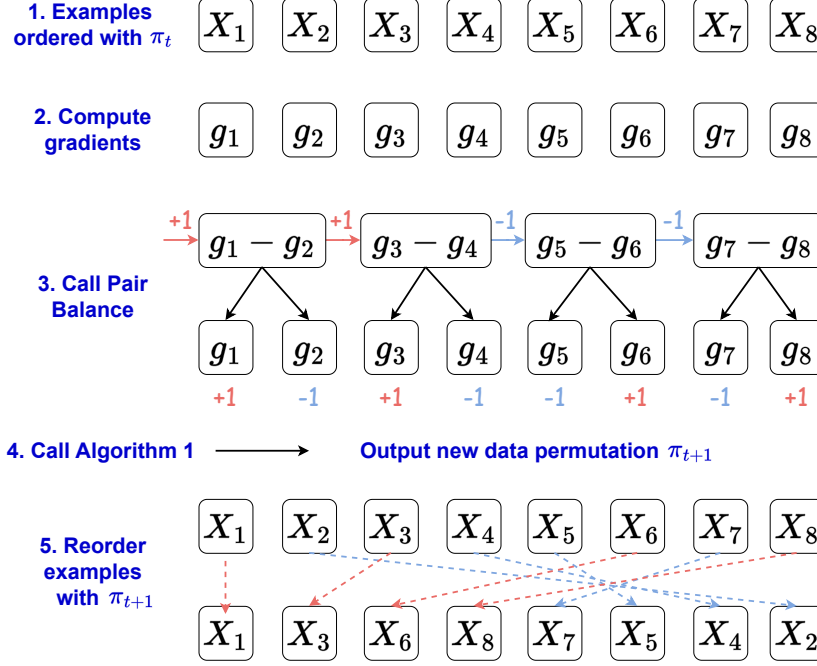 1. Examples
ordered with π_t
X_1 X_2 X_3 X_4 X_5 X_6 X_7 X_8
2. Compute
gradients
g_1 g_2 g_3 g_4 g_5 g_6 g_7 g_8
+1 +1 -1 -1
g_1 − g_2 g_3 − g_4 g_5 − g_6 g_7 − g_8
3. Call Pair
Balance
g_1 g_2 g_3 g_4 g_5 g_6 g_7 g_8
+1 -1 +1 -1 -1 +1 -1 +1
4. Call Algorithm 1 Output new data permutation π_{t+1}
X_1 X_2 X_3 X_4 X_5 X_6 X_7 X_8
5. Reorder
examples
with π_{t+1}
X_1 X_3 X_6 X_8 X_7 X_5 X_4 X_2